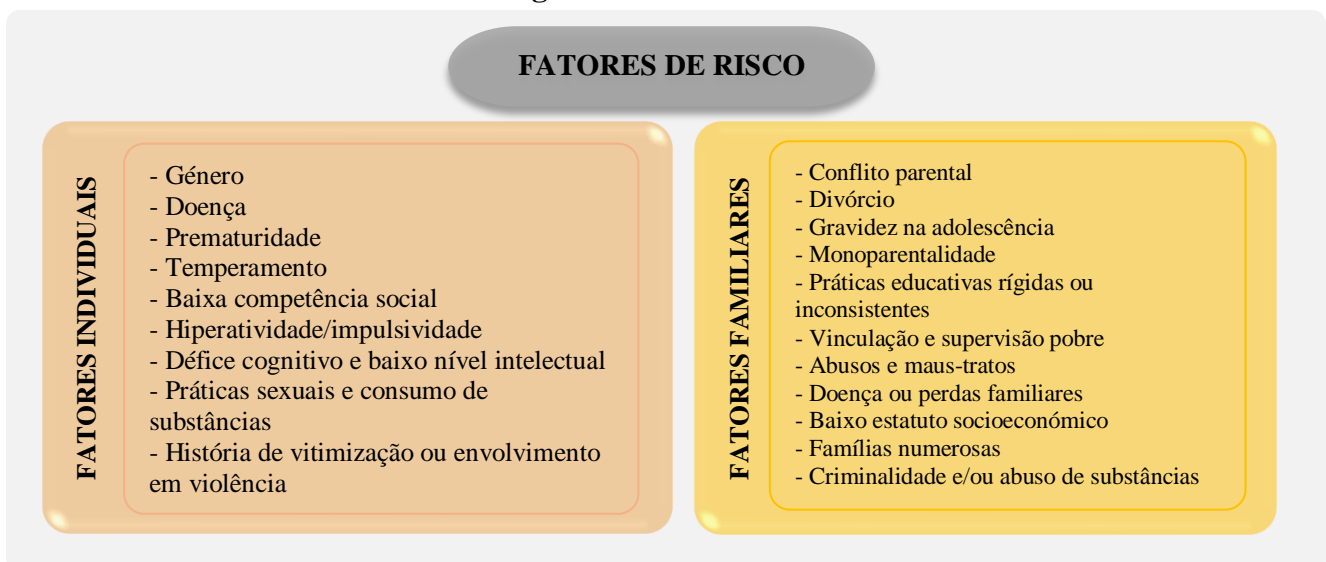 FATORES DE RISCO
FATORES INDIVIDUAIS
- Género
- Doença
- Prematuridade
- Temperamento
- Baixa competência social
- Hiperatividade/impulsividade
- Défice cognitivo e baixo nível intelectual
- Práticas sexuais e consumo de
substâncias
- História de vitimização ou envolvimento
em violência
FATORES FAMILIARES
- Conflito parental
- Divórcio
- Gravidez na adolescência
- Monoparentalidade
- Práticas educativas rígidas ou
inconsistentes
- Vinculação e supervisão pobre
- Abusos e maus-tratos
- Doença ou perdas familiares
- Baixo estatuto socioeconómico
- Famílias numerosas
- Criminalidade e/ou abuso de substâncias